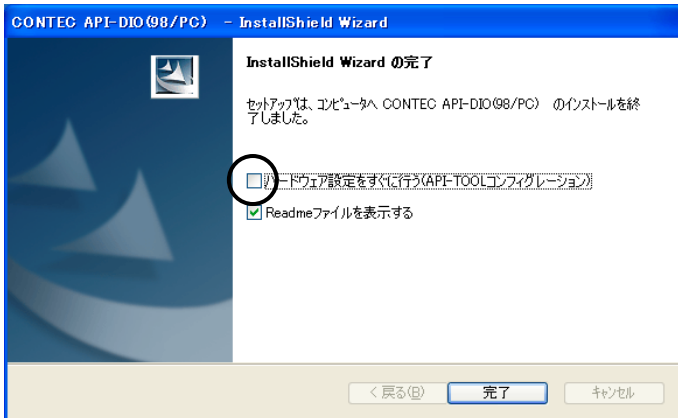 CONTEC API-DIO(98/PC) - InstallShield Wizard
InstallShield Wizard の完了
セットアップは、コンピュータへ CONTEC API-DIO(98/PC) のインストールを終
了しました。
ハードウェア設定をすぐに行う(API-TOOLコンフィグレーション)
Readmeファイルを表示する
< 戻る(B)
完了
キャンセル